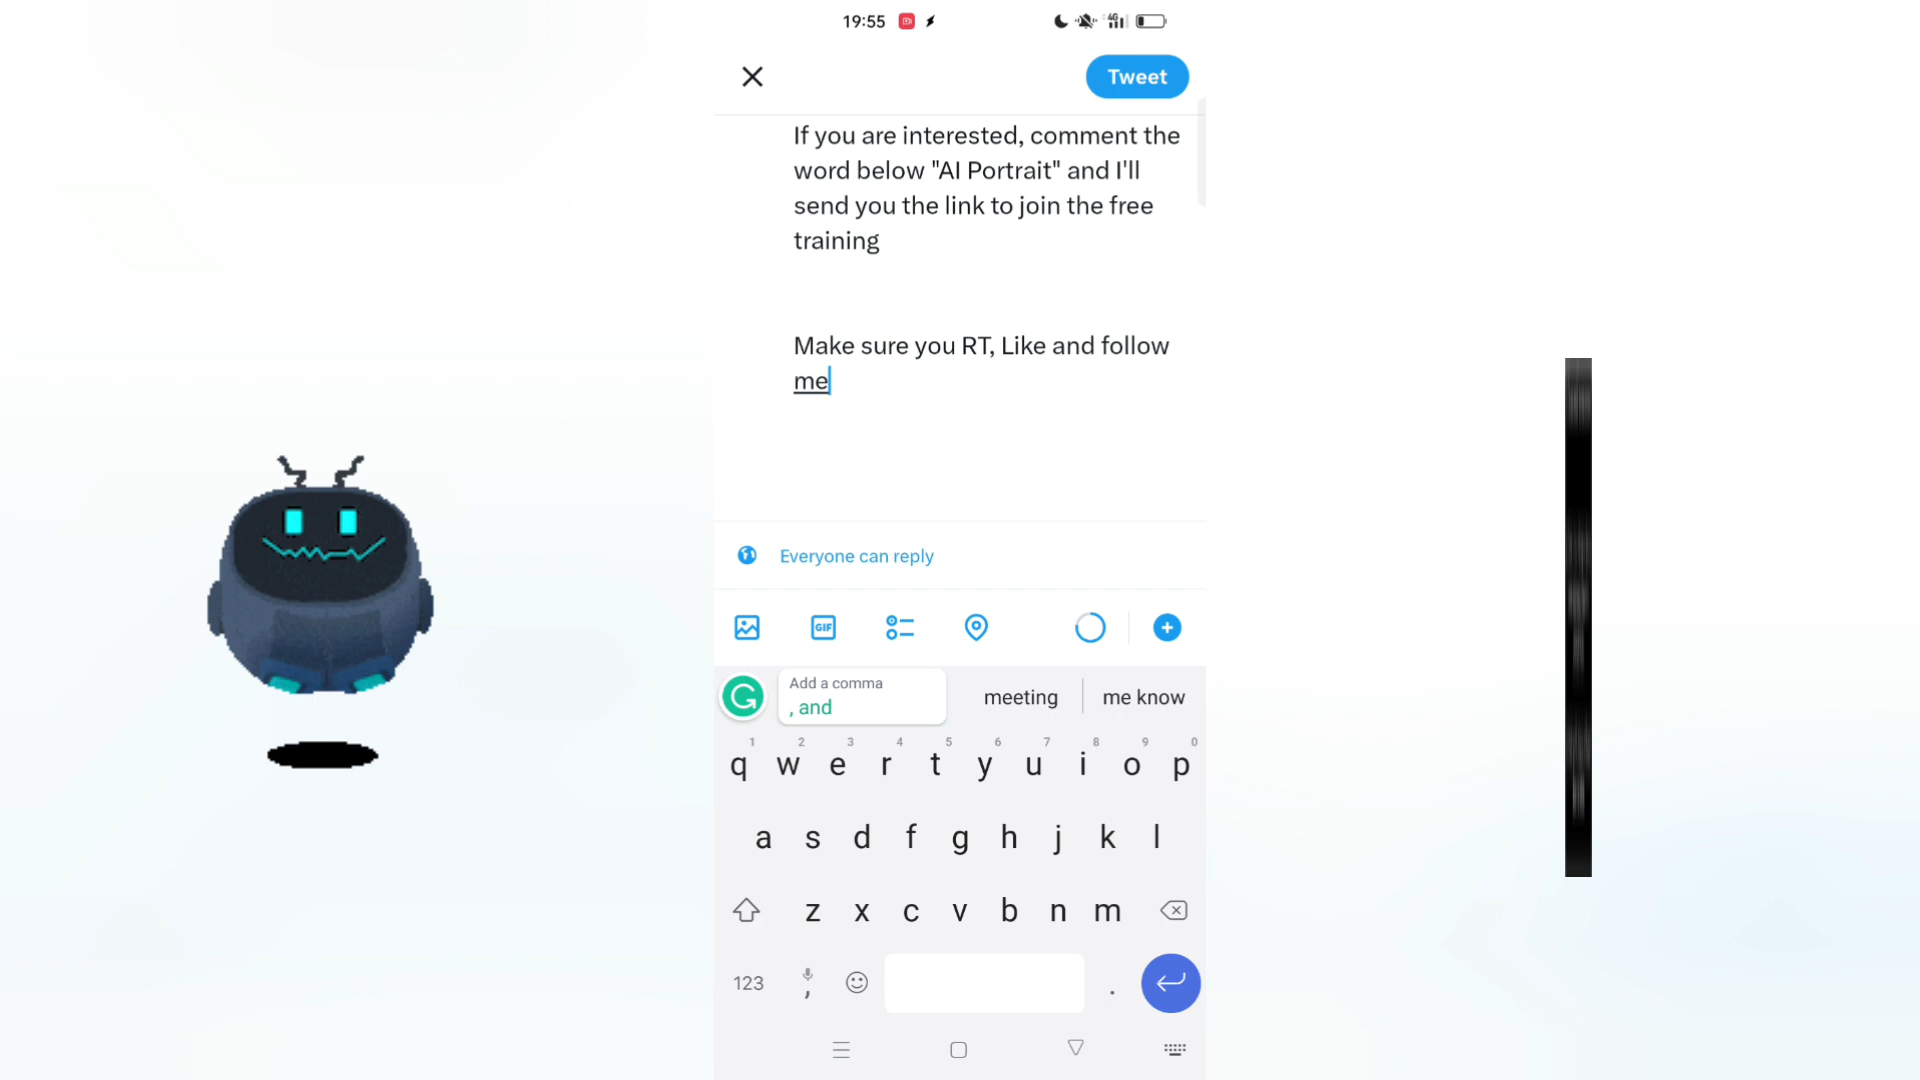 19:55
4G
Tweet
If you are interested, comment the
word below "AI Portrait" and I'll
send you the link to join the free
training
Make sure you RT, Like and follow
me
Everyone can reply
GIF
Add a comma
, and
meeting
me know
1 2 3 4 5 6 7 8 9 0
q w e r t y u i o p
a s d f g h j k l
z x c v b n m
123 , .